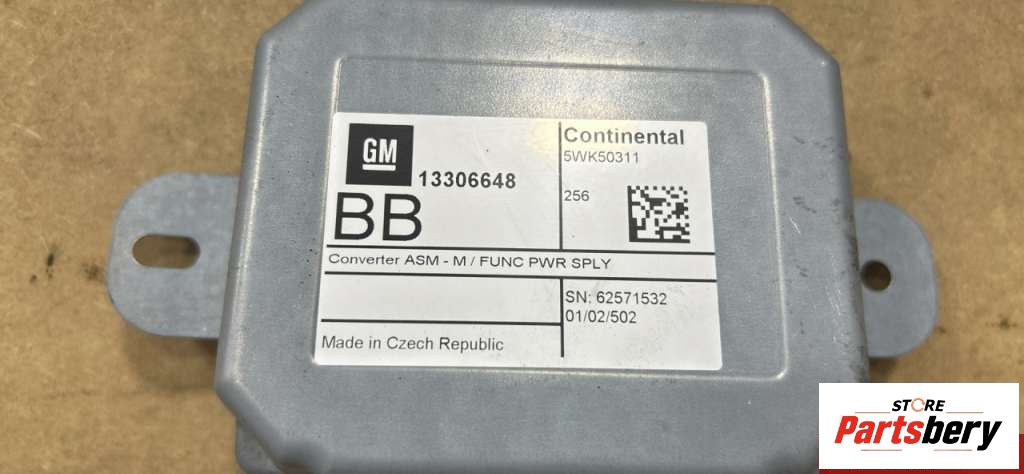 GM
13306648
BB
Continental
5WK50311
256
Converter ASM - M / FUNC PWR SPLY
SN: 62571532
01/02/502
Made in Czech Republic
STORE
Partsbery